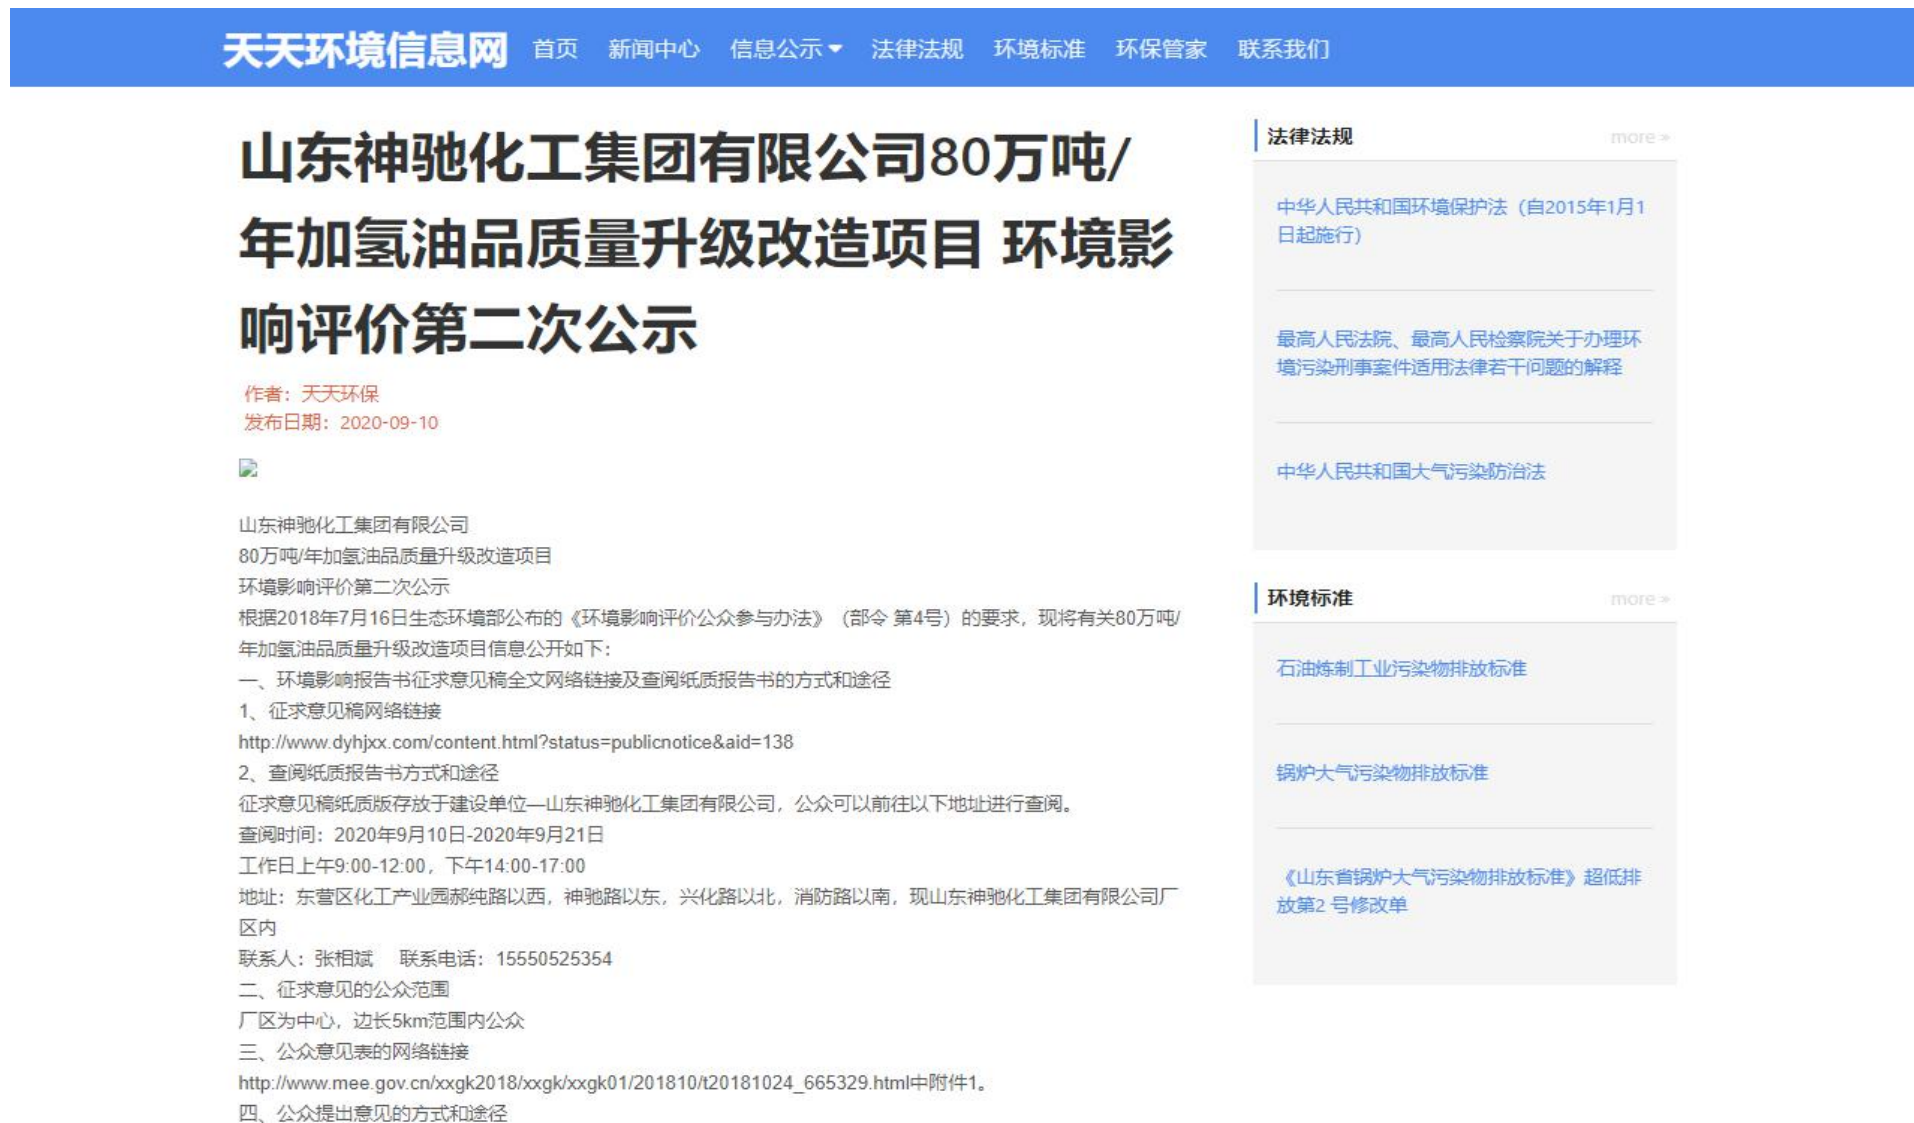 天天环境信息网 首页 新闻中心 信息公示 法律法规 环境标准 环保管家 联系我们
山东神驰化工集团有限公司80万吨/
年加氢油品质量升级改造项目 环境影
响评价第二次公示
作者：天天环保
发布日期：2020-09-10
山东神驰化工集团有限公司
80万吨/年加氢油品质量升级改造项目
环境影响评价第二次公示
根据2018年7月16日生态环境部公布的《环境影响评价公众参与办法》（部令 第4号）的要求，现将有关80万吨/
年加氢油品质量升级改造项目信息公开如下：
一、环境影响报告书征求意见稿全文网络链接及查阅纸质报告书的方式和途径
1、征求意见稿网络链接
http://www.dyhjxx.com/content.html?status=publicnotice&aid=138
2、查阅纸质报告书方式和途径
征求意见稿纸质版存放于建设单位—山东神驰化工集团有限公司，公众可以前往以下地址进行查阅。
查阅时间：2020年9月10日-2020年9月21日
工作日上午9:00-12:00，下午14:00-17:00
地址：东营区化工产业园郝纯路以西，神驰路以东，兴化路以北，消防路以南，现山东神驰化工集团有限公司厂
区内
联系人：张相斌 联系电话：15550525354
二、征求意见的公众范围
厂区为中心，边长5km范围内公众
三、公众意见表的网络链接
http://www.mee.gov.cn/xxgk2018/xxgk/xxgk01/201810/t20181024_665329.html中附件1。
四、公众提出意见的方式和途径
法律法规 more »
中华人民共和国环境保护法（自2015年1月1
日起施行）
最高人民法院、最高人民检察院关于办理环
境污染刑事案件适用法律若干问题的解释
中华人民共和国大气污染防治法
环境标准 more »
石油炼制工业污染物排放标准
锅炉大气污染物排放标准
《山东省锅炉大气污染物排放标准》超低排
放第2 号修改单